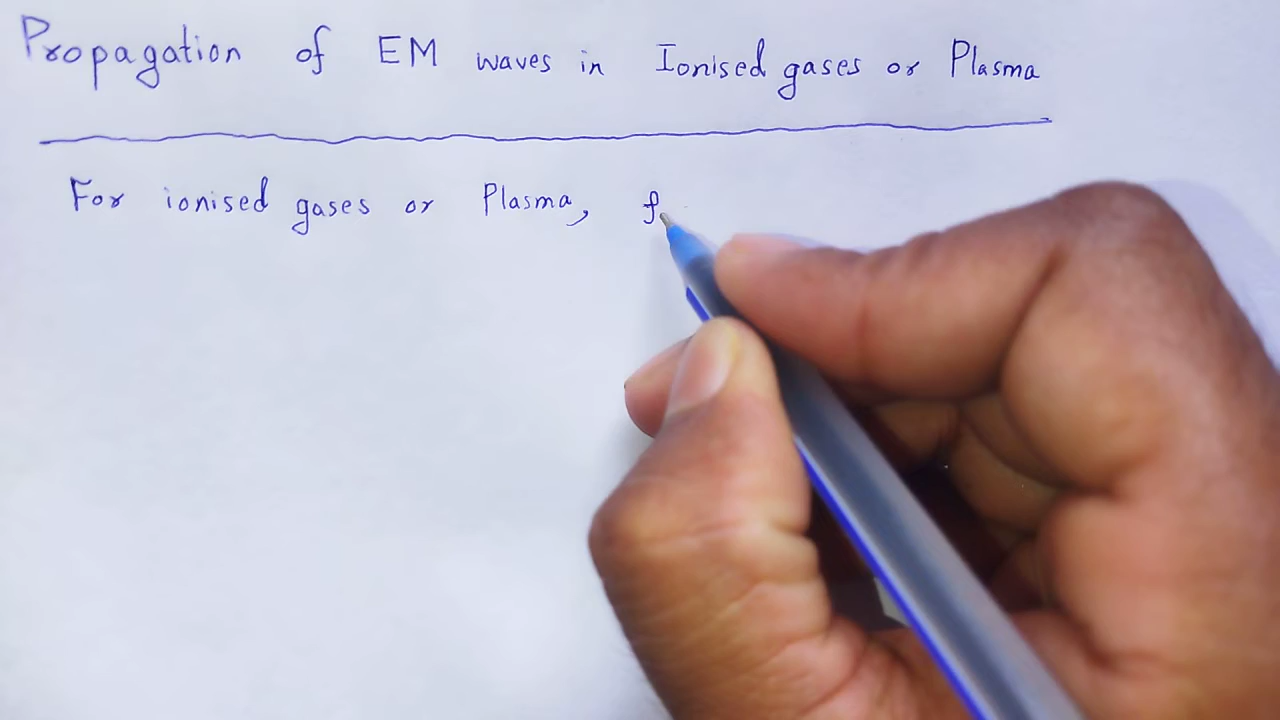 Propagation of EM waves in Ionised gases or Plasma
For ionised gases or Plasma,